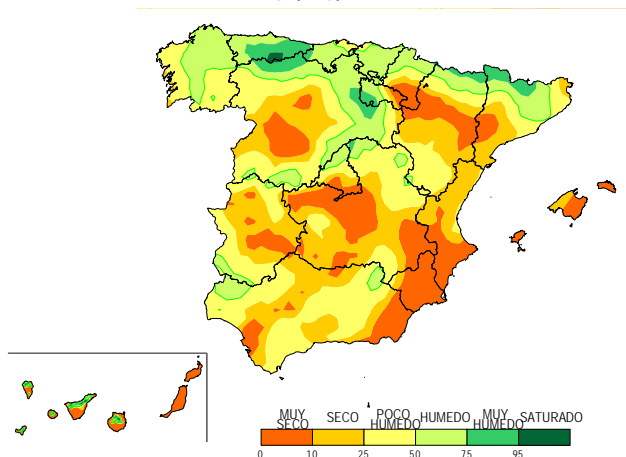 MUY SECO
SECO
POCO HUMEDO
HUMEDO
MUY HUMEDO
SATURADO
0 10 25 50 75 95